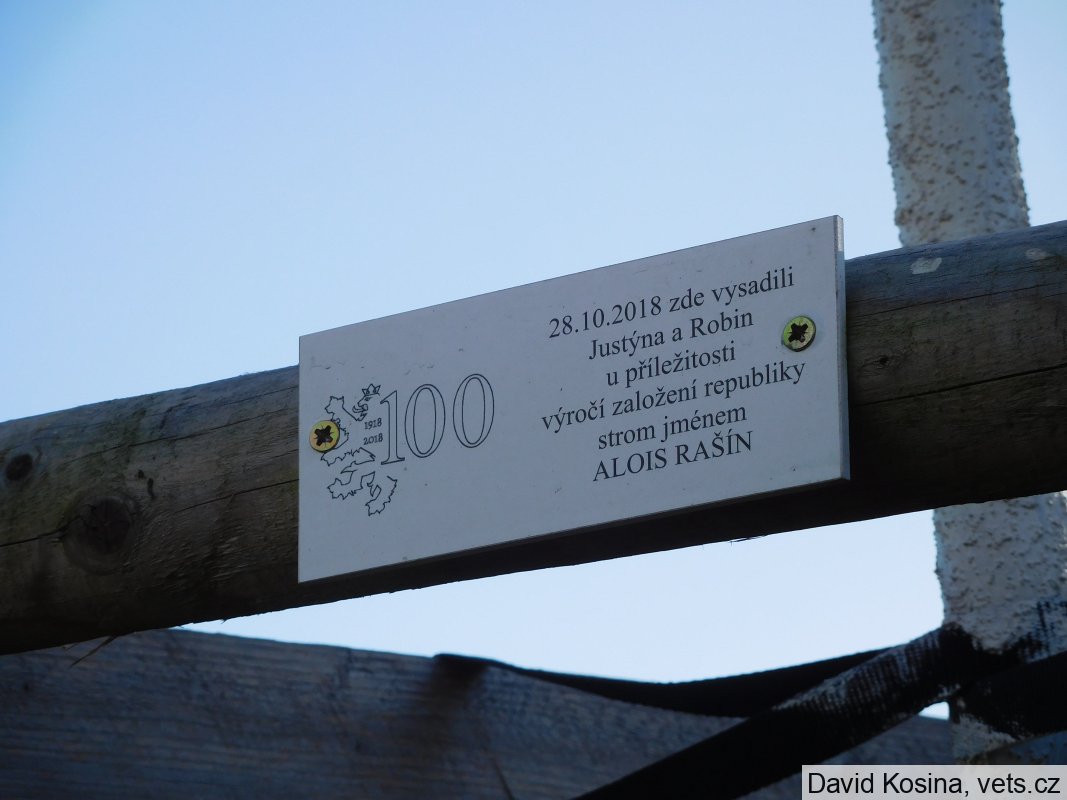 1918
2018
100
28.10.2018 zde vysadili
Justýna a Robin
u příležitosti
výročí založení republiky
strom jménem
ALOIS RAŠÍN
David Kosina, vets.cz